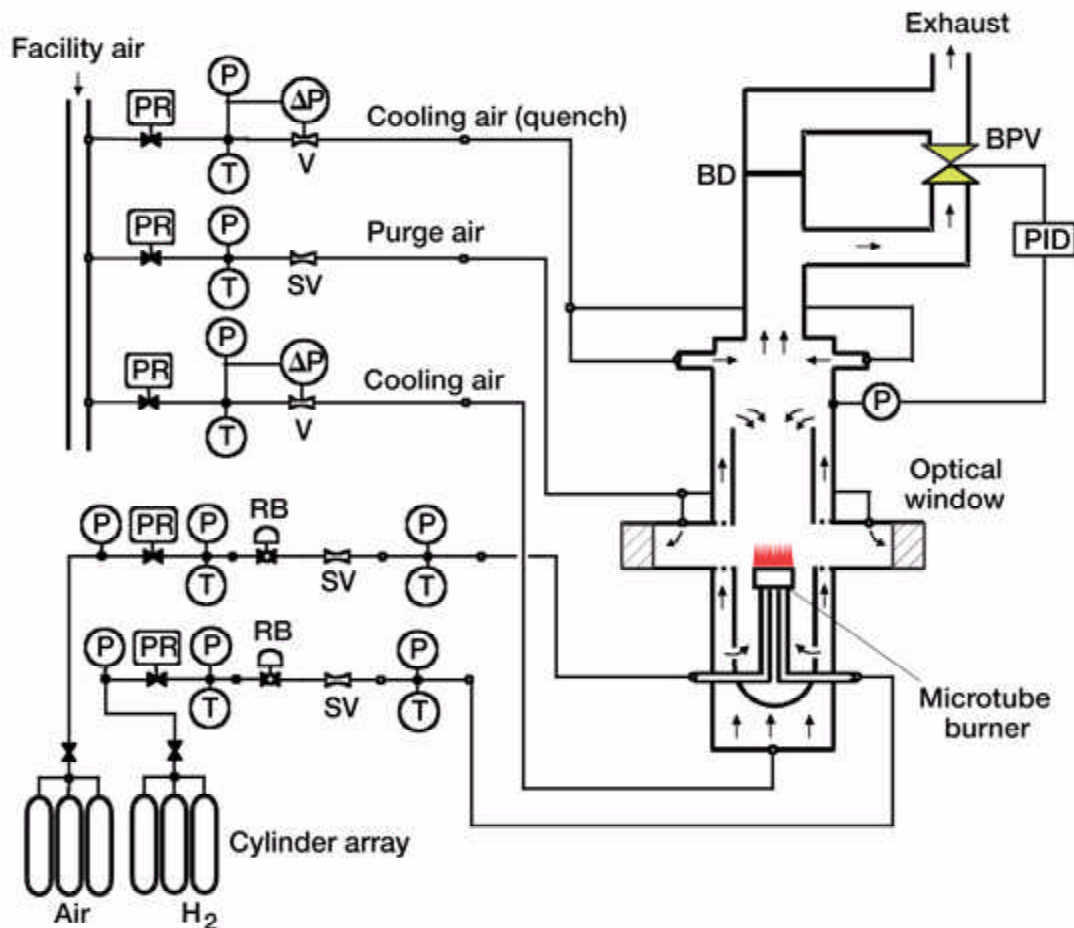 Exhaust
Facility air
PR
P
ΔP
T
V
Cooling air (quench)
BD
BPV
PID
PR
P
T
SV
Purge air
PR
P
ΔP
T
V
Cooling air
P
Optical
window
P
PR
P
T
RB
SV
P
T
P
PR
P
T
RB
SV
P
T
Microtube
burner
Cylinder array
Air
H₂